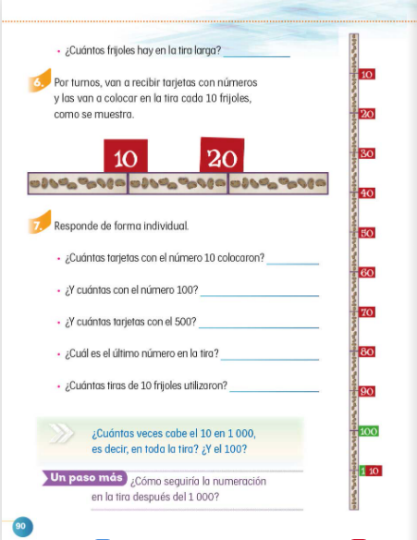 • ¿Cuántos frijoles hay en la tira larga?
6. Por turnos, van a recibir tarjetas con números
y las van a colocar en la tira cada 10 frijoles,
como se muestra.
10 20
7. Responde de forma individual.
• ¿Cuántas tarjetas con el número 10 colocaron?
• ¿Y cuántas con el número 100?
• ¿Y cuántas tarjetas con el 500?
• ¿Cuál es el último número en la tira?
• ¿Cuántas tiras de 10 frijoles utilizaron?
¿Cuántas veces cabe el 10 en 1 000,
es decir, en toda la tira? ¿Y el 100?
Un paso más ¿Cómo seguiría la numeración
en la tira después del 1 000?
90
10
20
30
40
50
60
70
80
90
100
110